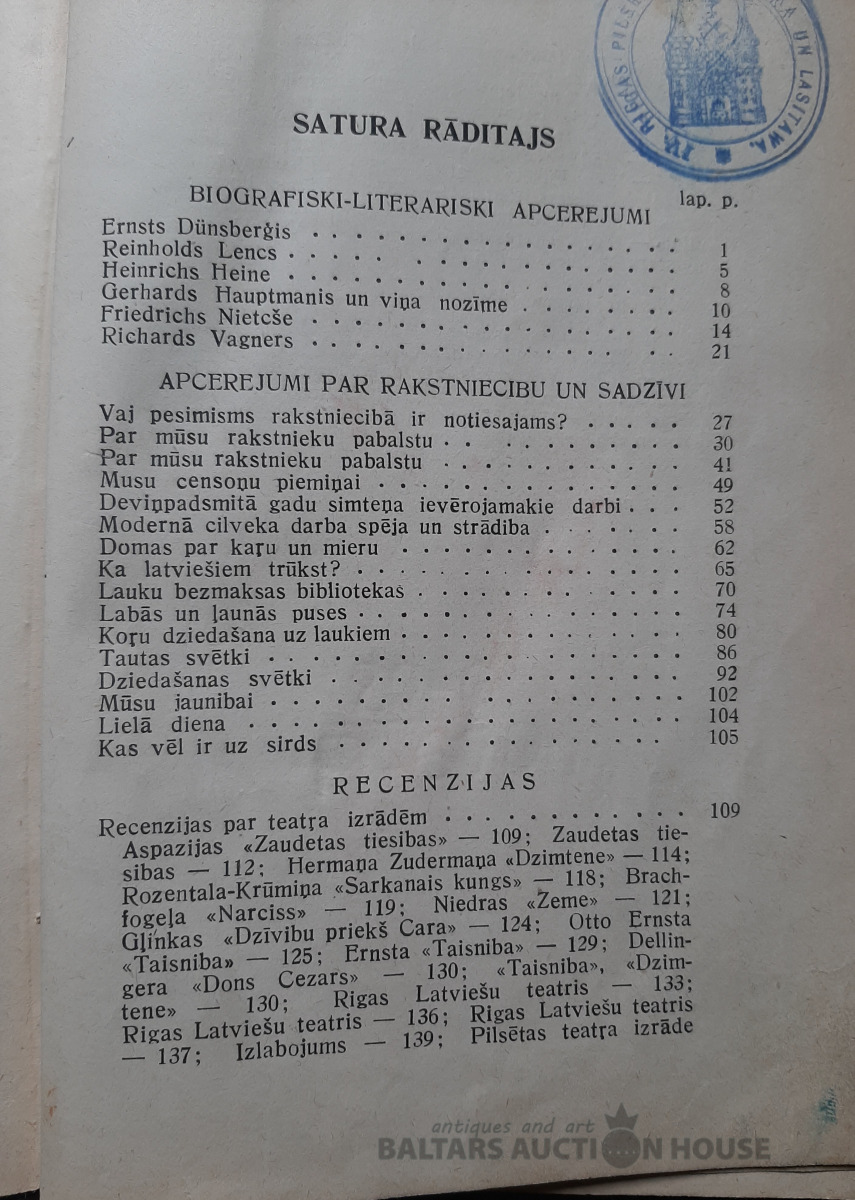 RIGAS PILS
RA UN LASITAWA.
IV.
SATURA RĀDITAJS
BIOGRAFISKI-LITERARISKI APCEREJUMI lap. p.
Ernsts Dünsberģis . . . . . . . . . . . . . . . . . 1
Reinholds Lencs . . . . . . . . . . . . . . . . . 5
Heinrichs Heine . . . . . . . . . . . . . . . . . 8
Gerhards Hauptmanis un viņa nozīme . . . . . . . 10
Friedrichs Nietcše . . . . . . . . . . . . . . . . . 14
Richards Vagners . . . . . . . . . . . . . . . . . 21
APCEREJUMI PAR RAKSTNIECIBU UN SADZĪVI
Vaj pesimisms rakstniecibā ir notiesajams? . . . . . 27
Par mūsu rakstnieku pabalstu . . . . . . . . . . . 30
Par mūsu rakstnieku pabalstu . . . . . . . . . . . 41
Musu censoņu piemiņai . . . . . . . . . . . . . . 49
Deviņpadsmitā gadu simteņa ievērojamakie darbi . . . 52
Modernā cilveka darba spēja un strādiba . . . . . . . 58
Domas par kaŗu un mieru . . . . . . . . . . . . . 62
Ka latviešiem trūkst? . . . . . . . . . . . . . . . 65
Lauku bezmaksas bibliotekas . . . . . . . . . . . . 70
Labās un ļaunās puses . . . . . . . . . . . . . . . 74
Koŗu dziedašana uz laukiem . . . . . . . . . . . . . 80
Tautas svētki . . . . . . . . . . . . . . . . . . . 86
Dziedašanas svētki . . . . . . . . . . . . . . . . 92
Mūsu jaunibai . . . . . . . . . . . . . . . . . . . 102
Lielā diena . . . . . . . . . . . . . . . . . . . . 104
Kas vēl ir uz sirds . . . . . . . . . . . . . . . . 105
RECENZIJAS
Recenzijas par teatŗa izrādēm . . . . . . . . . . . . 109
Aspazijas «Zaudetas tiesibas» — 109; Zaudetas tie-
sibas — 112; Hermaņa Zudermaņa «Dzimtene» — 114;
Rozentala-Krūmiņa «Sarkanais kungs» — 118; Brach-
fogeļa «Narciss» — 119; Niedras «Zeme» — 121;
Gļinkas «Dzīvibu priekš Cara» — 124; Otto Ernsta
«Taisniba» — 125; Ernsta «Taisniba» — 129; Dellin-
gera «Dons Cezars» — 130; «Taisniba», «Dzim-
tene» — 130; Rigas Latviešu teatris — 133;
Rigas Latviešu teatris — 136; Rigas Latviešu teatris
— 137; Izlabojums — 139; Pilsētas teatŗa izrāde
antiques and art
BALTARS AUCTION HOUSE